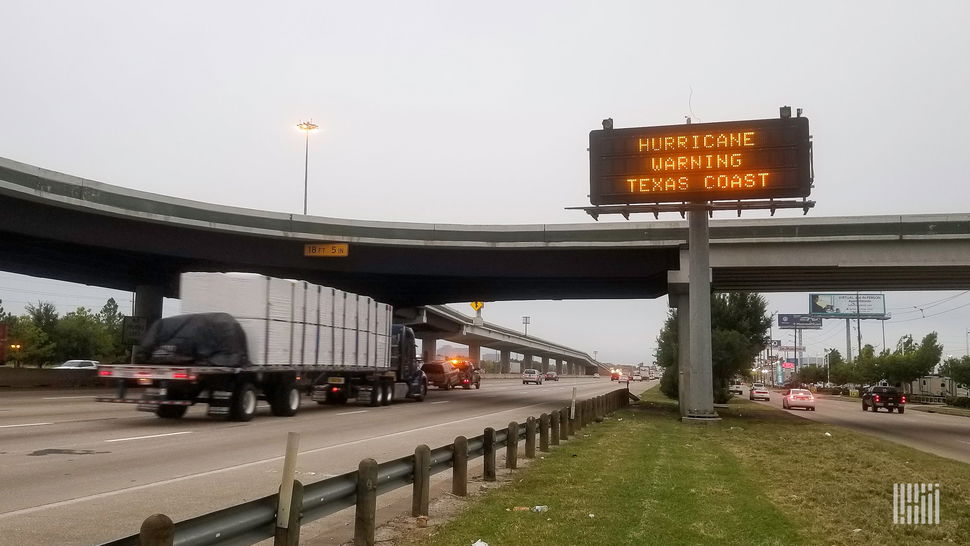 HURRICANE
WARNING
TEXAS COAST
18 FT 5 IN